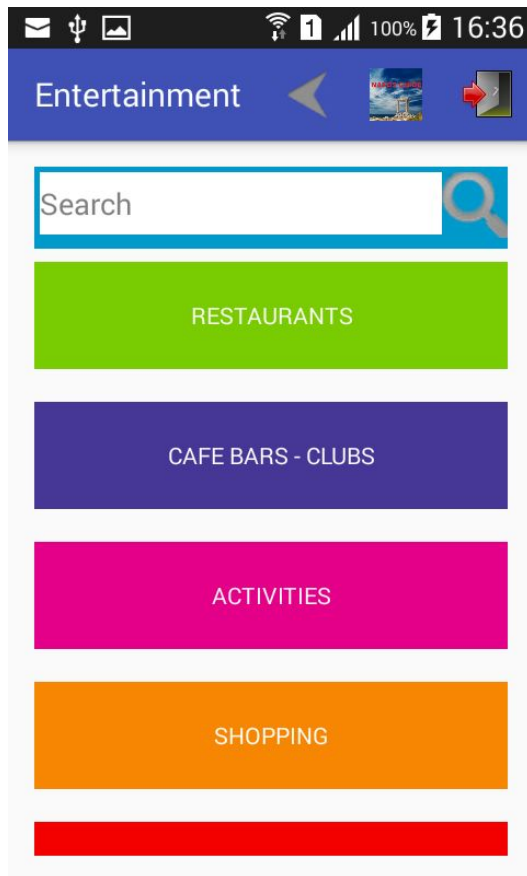 1 100% 16:36
Entertainment
Search
RESTAURANTS
CAFE BARS - CLUBS
ACTIVITIES
SHOPPING